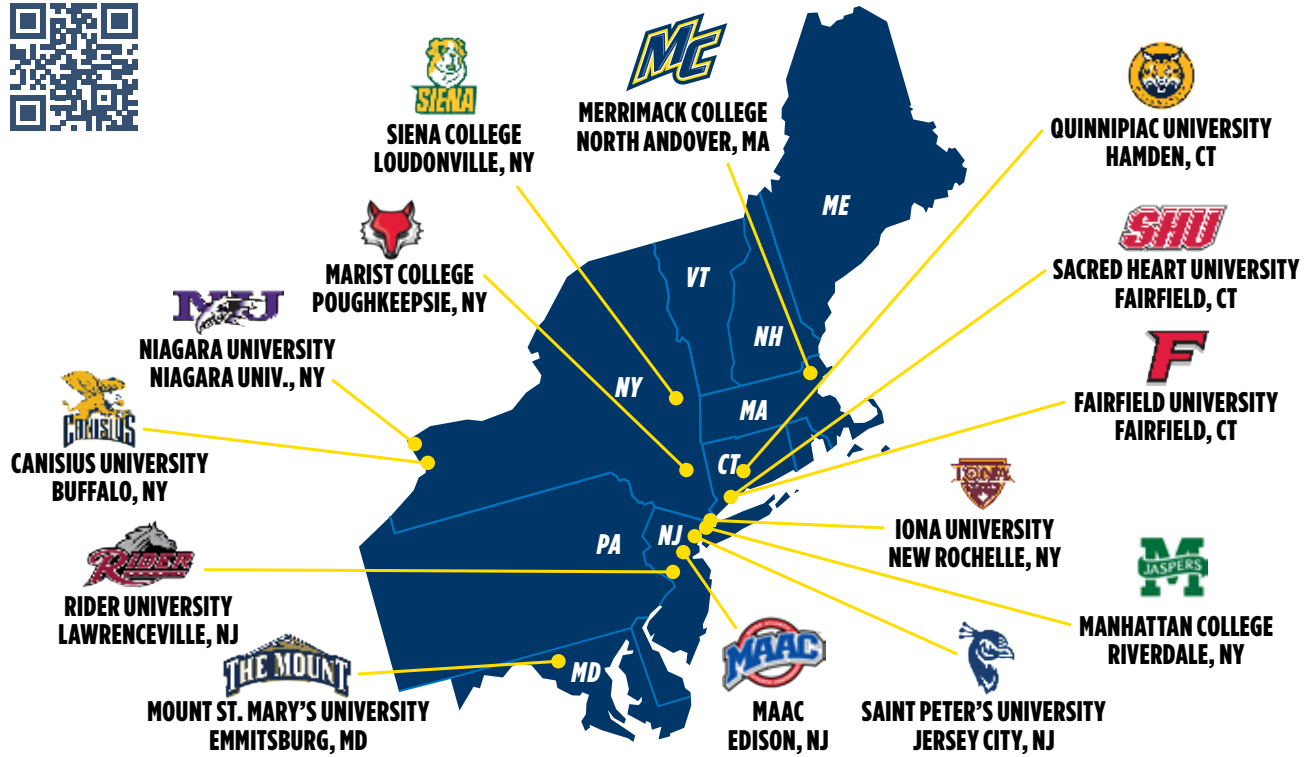 SIENA
SIENA COLLEGE
LOUDONVILLE, NY
MC
MERRIMACK COLLEGE
NORTH ANDOVER, MA
QUINNIPIAC UNIVERSITY
HAMDEN, CT
MARIST COLLEGE
POUGHKEEPSIE, NY
SHU
SACRED HEART UNIVERSITY
FAIRFIELD, CT
NU
NIAGARA UNIVERSITY
NIAGARA UNIV., NY
F
FAIRFIELD UNIVERSITY
FAIRFIELD, CT
CANISIUS
CANISIUS UNIVERSITY
BUFFALO, NY
IONA
IONA UNIVERSITY
NEW ROCHELLE, NY
RIDER
RIDER UNIVERSITY
LAWRENCEVILLE, NJ
M
JASPERS
MANHATTAN COLLEGE
RIVERDALE, NY
THE MOUNT
MOUNT ST. MARY'S UNIVERSITY
EMMITSBURG, MD
MAAC
MAAC
EDISON, NJ
SAINT PETER'S UNIVERSITY
JERSEY CITY, NJ
ME
VT
NH
NY
MA
CT
PA
NJ
MD